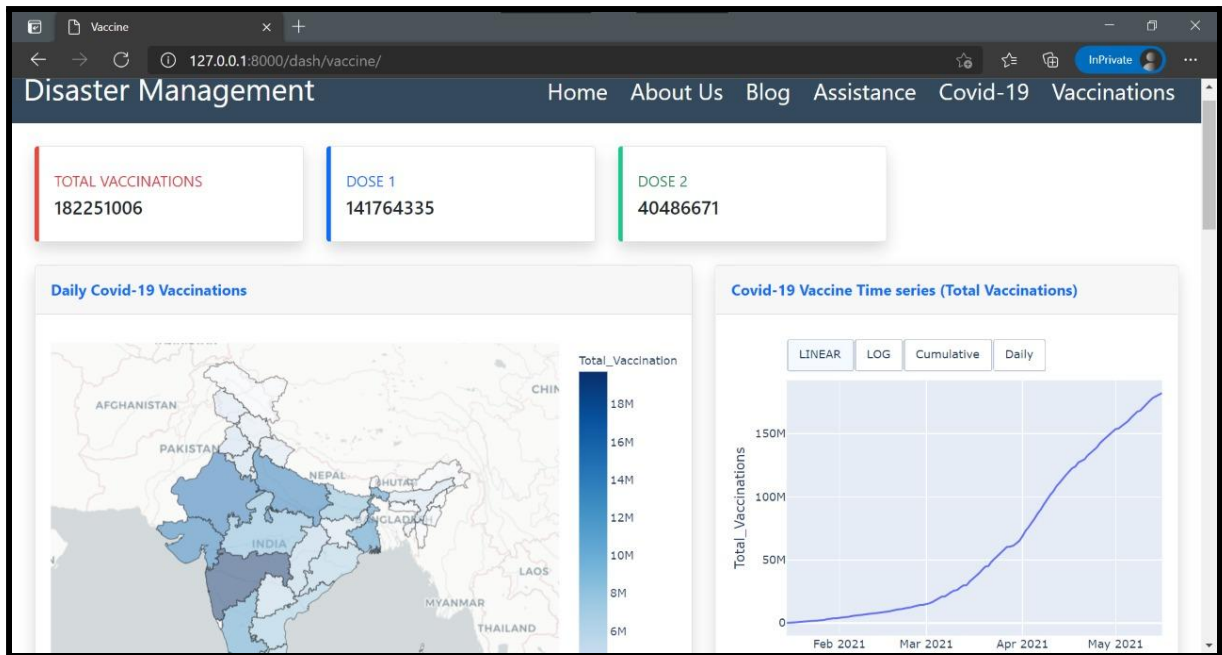 Vaccine
127.0.0.1:8000/dash/vaccine/
InPrivate
Disaster Management
Home About Us Blog Assistance Covid-19 Vaccinations
TOTAL VACCINATIONS
182251006
DOSE 1
141764335
DOSE 2
40486671
Daily Covid-19 Vaccinations
AFGHANISTAN
PAKISTAN
NEPAL
BHUTAN
INDIA
MYANMAR
LAOS
THAILAND
Total_Vaccination
18M
16M
14M
12M
10M
8M
6M
Covid-19 Vaccine Time series (Total Vaccinations)
LINEAR LOG Cumulative Daily
Total_Vaccinations
150M
100M
50M
0
Feb 2021 Mar 2021 Apr 2021 May 2021